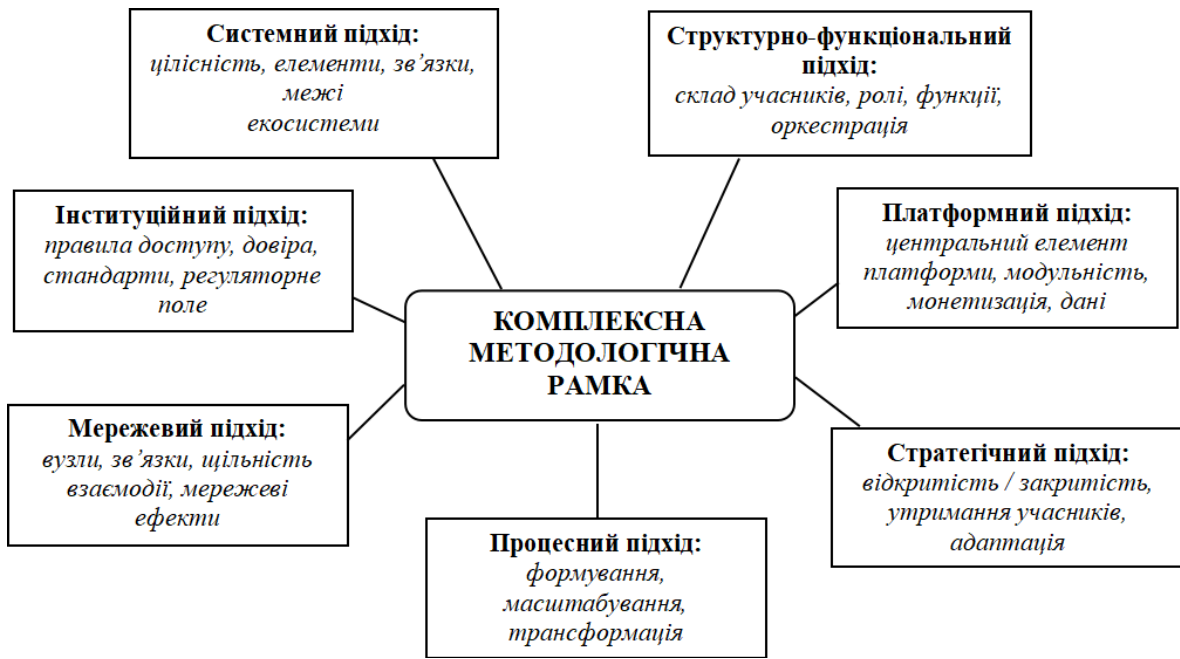 Системний підхід:
цілісність, елементи, зв’язки,
межі
екосистеми
Структурно-функціональний
підхід:
склад учасників, ролі, функції,
оркестрація
Інституційний підхід:
правила доступу, довіра,
стандарти, регуляторне
поле
Платформний підхід:
центральний елемент
платформи, модульність,
монетизація, дані
КОМПЛЕКСНА
МЕТОДОЛОГІЧНА
РАМКА
Мережевий підхід:
вузли, зв’язки, щільність
взаємодії, мережеві
ефекти
Стратегічний підхід:
відкритість / закритість,
утримання учасників,
адаптація
Процесний підхід:
формування,
масштабування,
трансформація